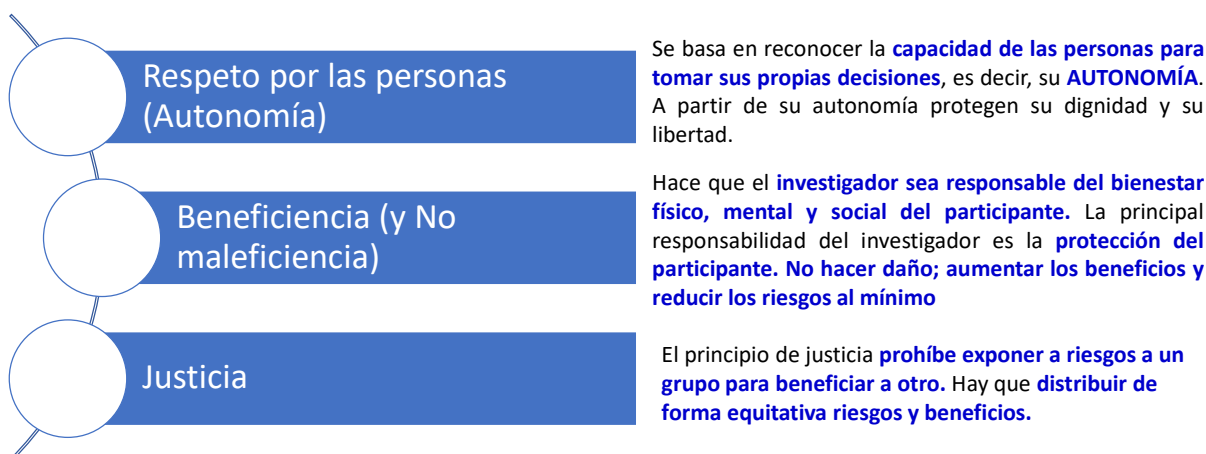 Respeto por las personas
(Autonomía)
Se basa en reconocer la capacidad de las personas para
tomar sus propias decisiones, es decir, su AUTONOMÍA.
A partir de su autonomía protegen su dignidad y su
libertad.
Beneficiencia (y No
maleficiencia)
Hace que el investigador sea responsable del bienestar
físico, mental y social del participante. La principal
responsabilidad del investigador es la protección del
participante. No hacer daño; aumentar los beneficios y
reducir los riesgos al mínimo
Justicia
El principio de justicia prohíbe exponer a riesgos a un
grupo para beneficiar a otro. Hay que distribuir de
forma equitativa riesgos y beneficios.